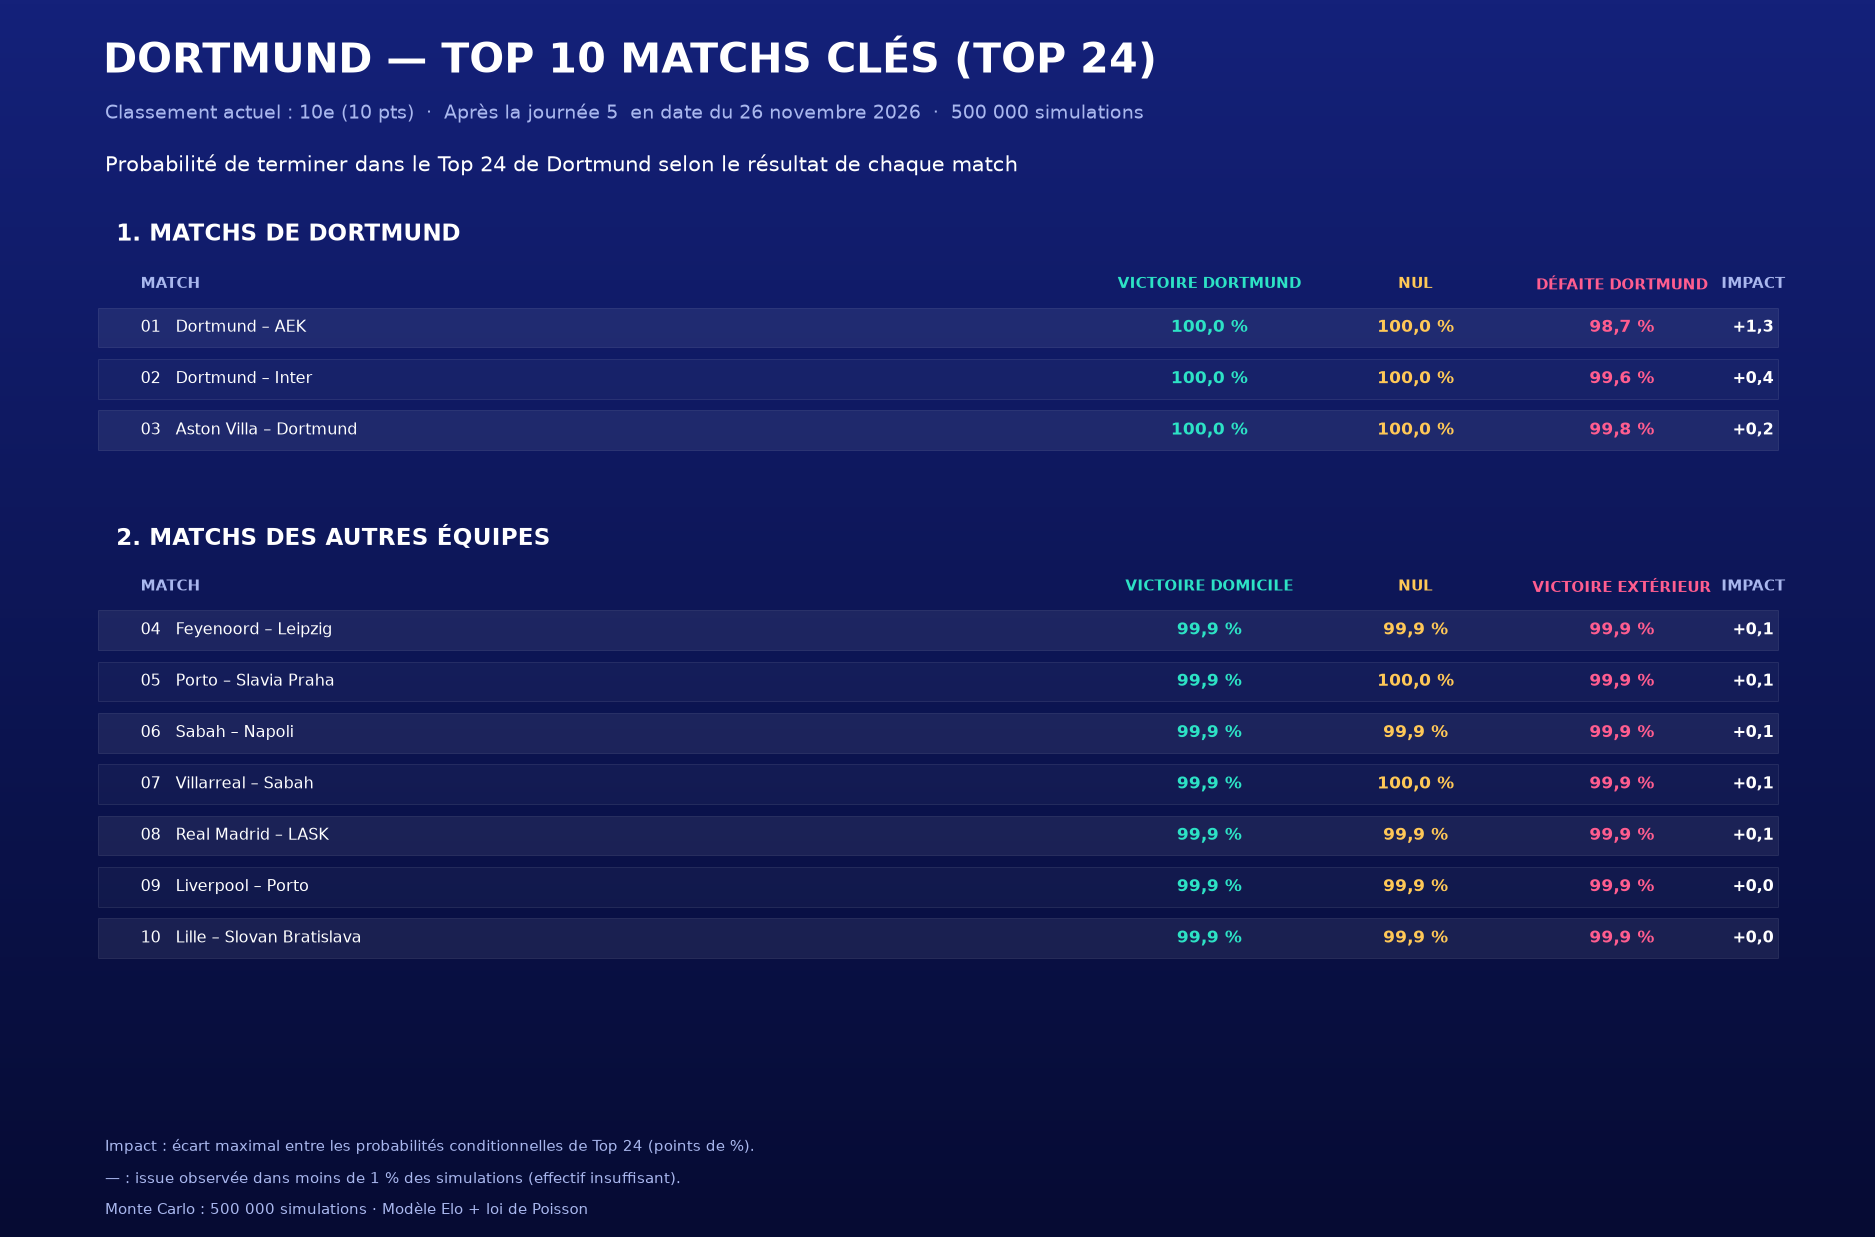 DORTMUND — TOP 10 MATCHS CLÉS (TOP 24)
Classement actuel : 10e (10 pts) · Après la journée 5 en date du 26 novembre 2026 · 500 000 simulations
Probabilité de terminer dans le Top 24 de Dortmund selon le résultat de chaque match
1. MATCHS DE DORTMUND
MATCH VICTOIRE DORTMUND NUL DÉFAITE DORTMUND IMPACT
01 Dortmund – AEK 100,0 % 100,0 % 98,7 % +1,3
02 Dortmund – Inter 100,0 % 100,0 % 99,6 % +0,4
03 Aston Villa – Dortmund 100,0 % 100,0 % 99,8 % +0,2
2. MATCHS DES AUTRES ÉQUIPES
MATCH VICTOIRE DOMICILE NUL VICTOIRE EXTÉRIEUR IMPACT
04 Feyenoord – Leipzig 99,9 % 99,9 % 99,9 % +0,1
05 Porto – Slavia Praha 99,9 % 100,0 % 99,9 % +0,1
06 Sabah – Napoli 99,9 % 99,9 % 99,9 % +0,1
07 Villarreal – Sabah 99,9 % 100,0 % 99,9 % +0,1
08 Real Madrid – LASK 99,9 % 99,9 % 99,9 % +0,1
09 Liverpool – Porto 99,9 % 99,9 % 99,9 % +0,0
10 Lille – Slovan Bratislava 99,9 % 99,9 % 99,9 % +0,0
Impact : écart maximal entre les probabilités conditionnelles de Top 24 (points de %).
— : issue observée dans moins de 1 % des simulations (effectif insuffisant).
Monte Carlo : 500 000 simulations · Modèle Elo + loi de Poisson